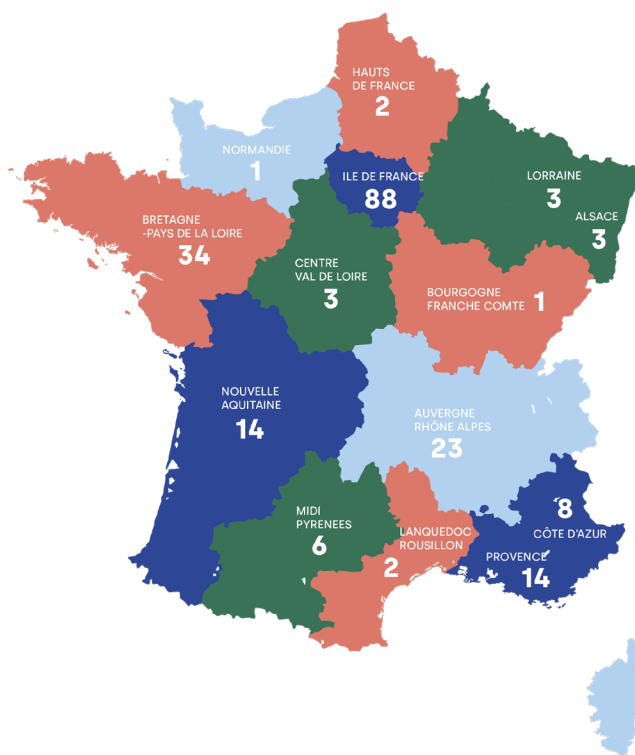 HAUTS
DE FRANCE
2
NORMANDIE
1
ILE DE FRANCE
88
LORRAINE
3
ALSACE
3
BRETAGNE
-PAYS DE LA LOIRE
34
CENTRE
VAL DE LOIRE
3
BOURGOGNE
FRANCHE COMTE
1
NOUVELLE
AQUITAINE
14
AUVERGNE
RHÔNE ALPES
23
MIDI
PYRENEES
6
LANQUEDOC
ROUSILLON
2
8
CÔTE D'AZUR
PROVENCE
14